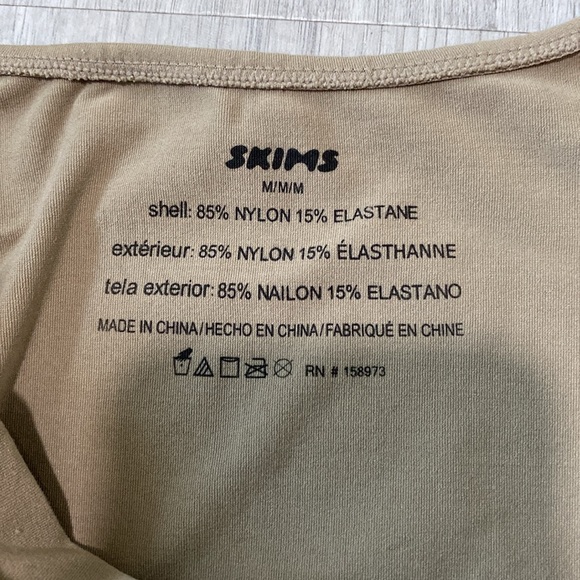 SKIMS
M/M/M
shell: 85% NYLON 15% ELASTANE
extérieur: 85% NYLON 15% ÉLASTHANNE
tela exterior: 85% NAILON 15% ELASTANO
MADE IN CHINA/HECHO EN CHINA/FABRIQUÉ EN CHINE
RN # 158973